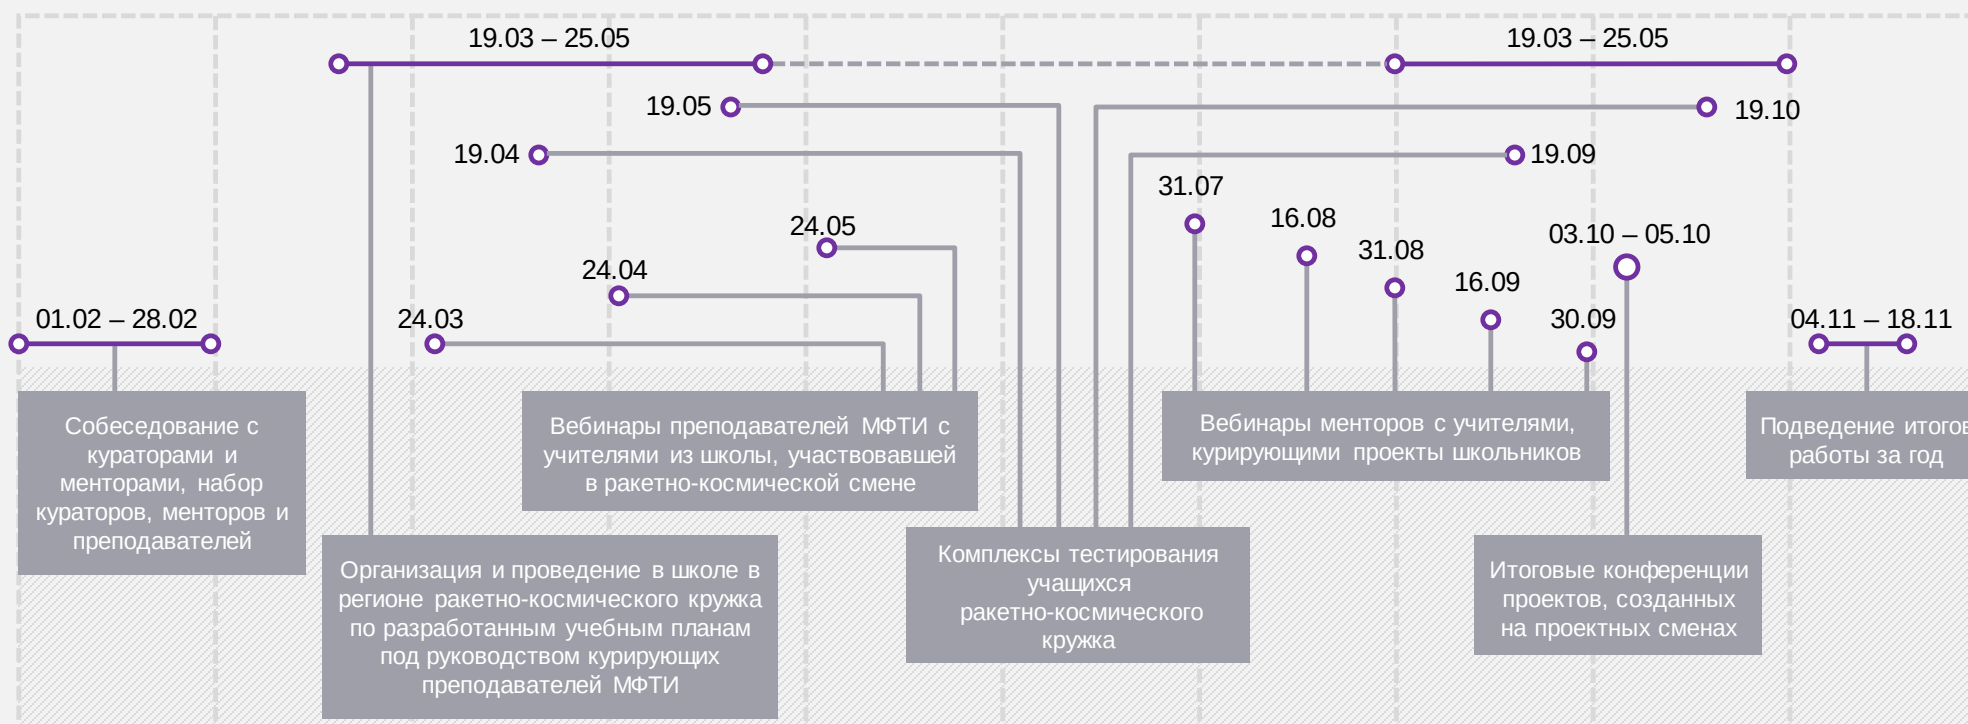 19.03 – 25.05
19.03 – 25.05
19.05
19.10
19.04
19.09
31.07
16.08
24.05
03.10 – 05.10
31.08
24.04
16.09
01.02 – 28.02
24.03
30.09
04.11 – 18.11
Собеседование с
кураторами и
менторами, набор
кураторов, менторов и
преподавателей
Вебинары преподавателей МФТИ с
учителями из школы, участвовавшей
в ракетно-космической смене
Вебинары менторов с учителями,
курирующими проекты школьников
Подведение итогов
работы за год
Организация и проведение в школе в
регионе ракетно-космического кружка
по разработанным учебным планам
под руководством курирующих
преподавателей МФТИ
Комплексы тестирования
учащихся
ракетно-космического
кружка
Итоговые конференции
проектов, созданных
на проектных сменах